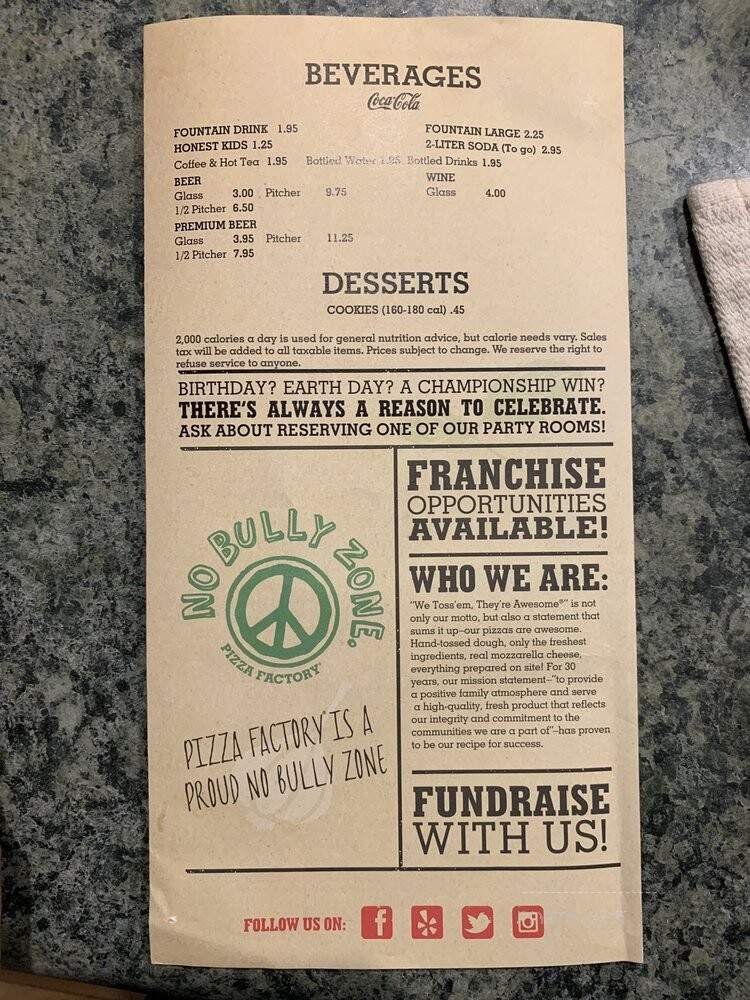 BEVERAGES
Coca-Cola
FOUNTAIN DRINK 1.95
FOUNTAIN LARGE 2.25
HONEST KIDS 1.25
2-LITER SODA (To go) 2.95
Coffee & Hot Tea 1.95 Bottled Water 1.25 Bottled Drinks 1.95
BEER
WINE
Glass 3.00 Pitcher 9.75
Glass 4.00
1/2 Pitcher 6.50
PREMIUM BEER
Glass 3.95 Pitcher 11.25
1/2 Pitcher 7.95
DESSERTS
COOKIES (160-180 cal) .45
2,000 calories a day is used for general nutrition advice, but calorie needs vary. Sales
tax will be added to all taxable items. Prices subject to change. We reserve the right to
refuse service to anyone.
BIRTHDAY? EARTH DAY? A CHAMPIONSHIP WIN?
THERE'S ALWAYS A REASON TO CELEBRATE.
ASK ABOUT RESERVING ONE OF OUR PARTY ROOMS!
NO BULLY ZONE.
PIZZA FACTORY
PIZZA FACTORY IS A
PROUD NO BULLY ZONE
FRANCHISE
OPPORTUNITIES
AVAILABLE!
WHO WE ARE:
"We Toss'em, They're Awesome®" is not
only our motto, but also a statement that
sums it up–our pizzas are awesome.
Hand-tossed dough, only the freshest
ingredients, real mozzarella cheese,
everything prepared on site! For 30
years, our mission statement–"to provide
a positive family atmosphere and serve
a high-quality, fresh product that reflects
our integrity and commitment to the
communities we are a part of"–has proven
to be our recipe for success.
FUNDRAISE
WITH US!
FOLLOW US ON: